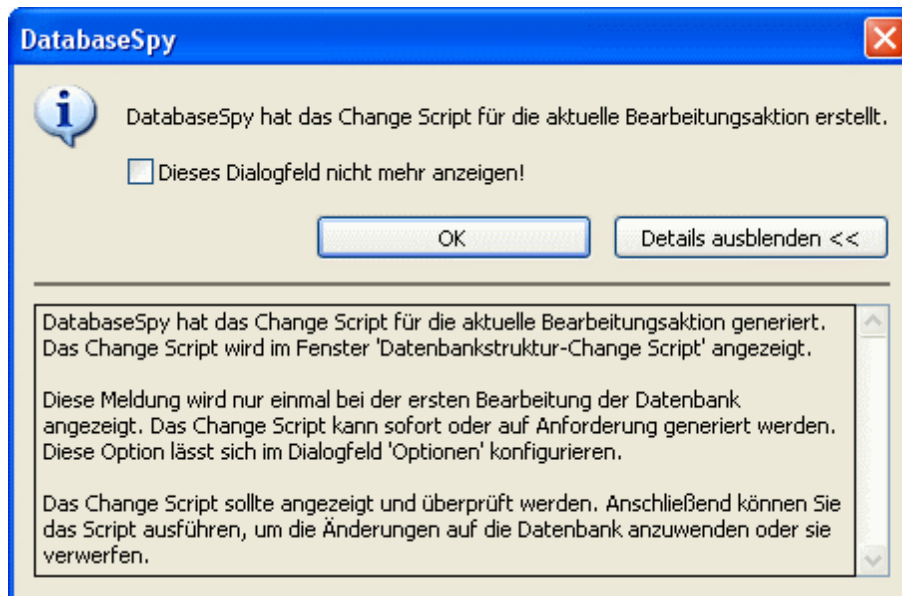 DatabaseSpy
DatabaseSpy hat das Change Script für die aktuelle Bearbeitungsaktion erstellt.
Dieses Dialogfeld nicht mehr anzeigen!
OK
Details ausblenden <<
DatabaseSpy hat das Change Script für die aktuelle Bearbeitungsaktion generiert.
Das Change Script wird im Fenster 'Datenbankstruktur-Change Script' angezeigt.
Diese Meldung wird nur einmal bei der ersten Bearbeitung der Datenbank
angezeigt. Das Change Script kann sofort oder auf Anforderung generiert werden.
Diese Option lässt sich im Dialogfeld 'Optionen' konfigurieren.
Das Change Script sollte angezeigt und überprüft werden. Anschließend können Sie
das Script ausführen, um die Änderungen auf die Datenbank anzuwenden oder sie
verwerfen.